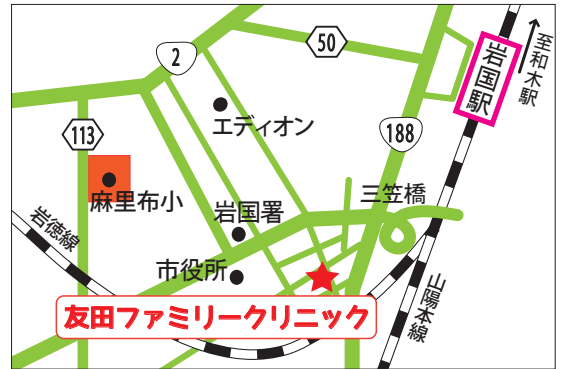 50
2
至和木駅
岩国駅
エディオン
188
113
麻里布小
三笠橋
岩国署
岩徳線
市役所
山陽本線
友田ファミリークリニック